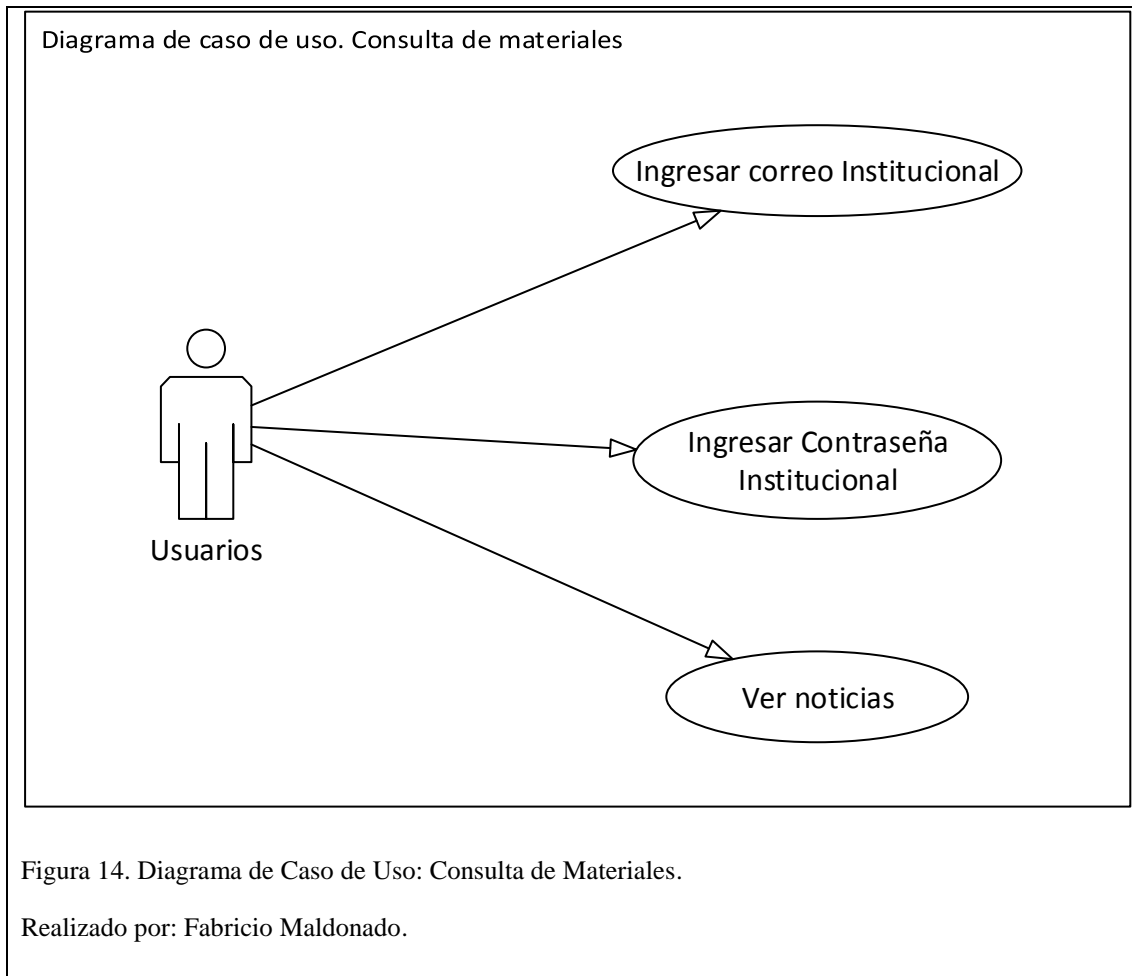 Diagrama de caso de uso. Consulta de materiales
Ingresar correo Institucional
Ingresar Contraseña
Institucional
Usuarios
Ver noticias
Figura 14. Diagrama de Caso de Uso: Consulta de Materiales.
Realizado por: Fabricio Maldonado.